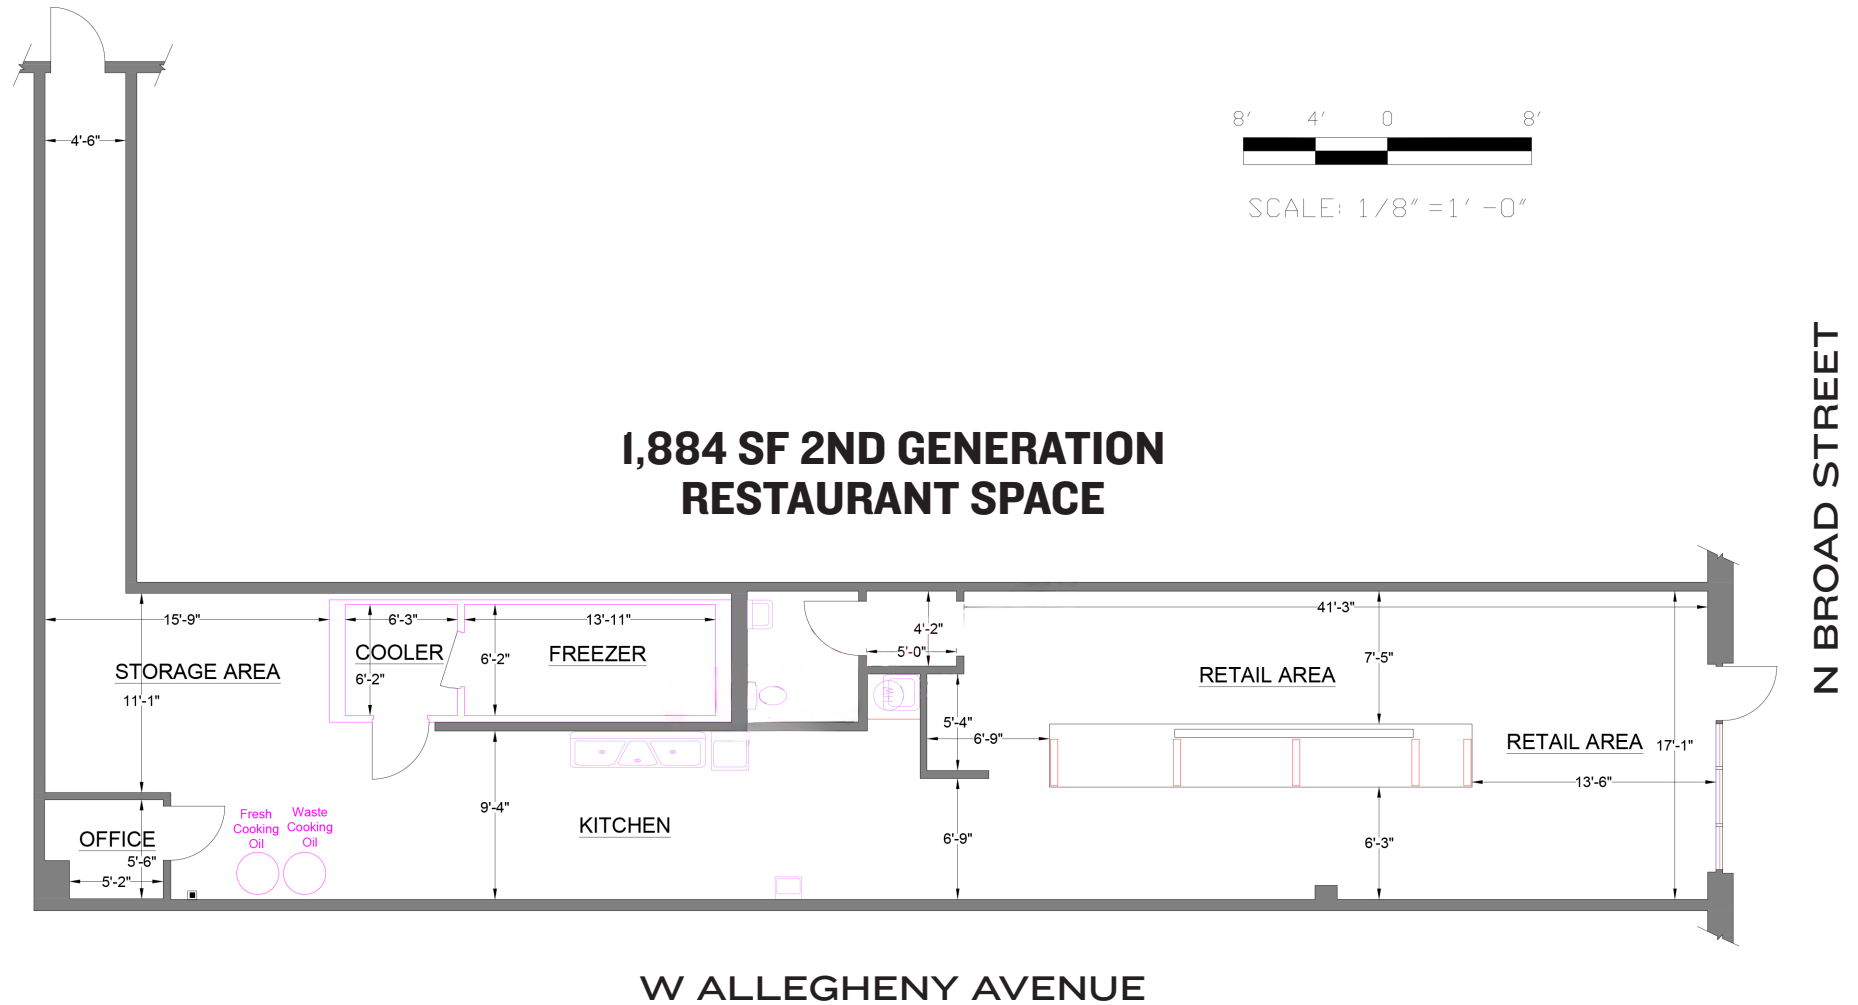 8' 4' 0 8'
SCALE: 1/8"=1'-0"
4'-6"
1,884 SF 2ND GENERATION
RESTAURANT SPACE
N BROAD STREET
15'-9"
6'-3"
13'-11"
41'-3"
4'-2"
5'-0"
COOLER
6'-2"
FREEZER
7'-5"
STORAGE AREA
6'-2"
RETAIL AREA
11'-1"
5'-4"
6'-9"
RETAIL AREA
17'-1"
13'-6"
9'-4"
Fresh
Cooking
Oil
Waste
Cooking
Oil
KITCHEN
OFFICE
6'-9"
6'-3"
5'-6"
5'-2"
W ALLEGHENY AVENUE